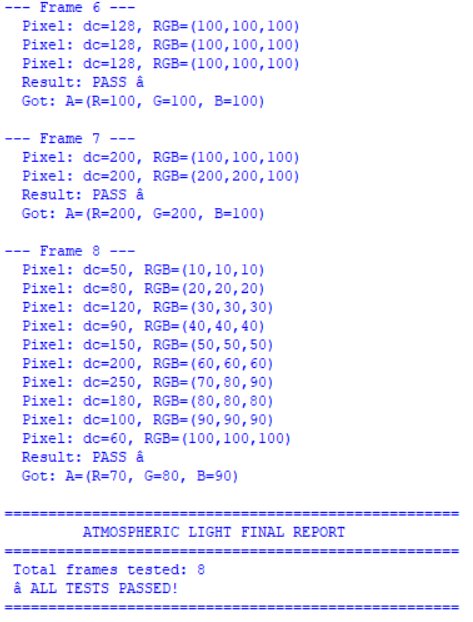 --- Frame 6 ---
Pixel: dc=128, RGB=(100,100,100)
Pixel: dc=128, RGB=(100,100,100)
Pixel: dc=128, RGB=(100,100,100)
Result: PASS â
Got: A=(R=100, G=100, B=100)
--- Frame 7 ---
Pixel: dc=200, RGB=(100,100,100)
Pixel: dc=200, RGB=(200,200,100)
Result: PASS â
Got: A=(R=200, G=200, B=100)
--- Frame 8 ---
Pixel: dc=50, RGB=(10,10,10)
Pixel: dc=80, RGB=(20,20,20)
Pixel: dc=120, RGB=(30,30,30)
Pixel: dc=90, RGB=(40,40,40)
Pixel: dc=150, RGB=(50,50,50)
Pixel: dc=200, RGB=(60,60,60)
Pixel: dc=250, RGB=(70,80,90)
Pixel: dc=180, RGB=(80,80,80)
Pixel: dc=100, RGB=(90,90,90)
Pixel: dc=60, RGB=(100,100,100)
Result: PASS â
Got: A=(R=70, G=80, B=90)
====================================================
ATMOSPHERIC LIGHT FINAL REPORT
====================================================
Total frames tested: 8
â ALL TESTS PASSED!
====================================================